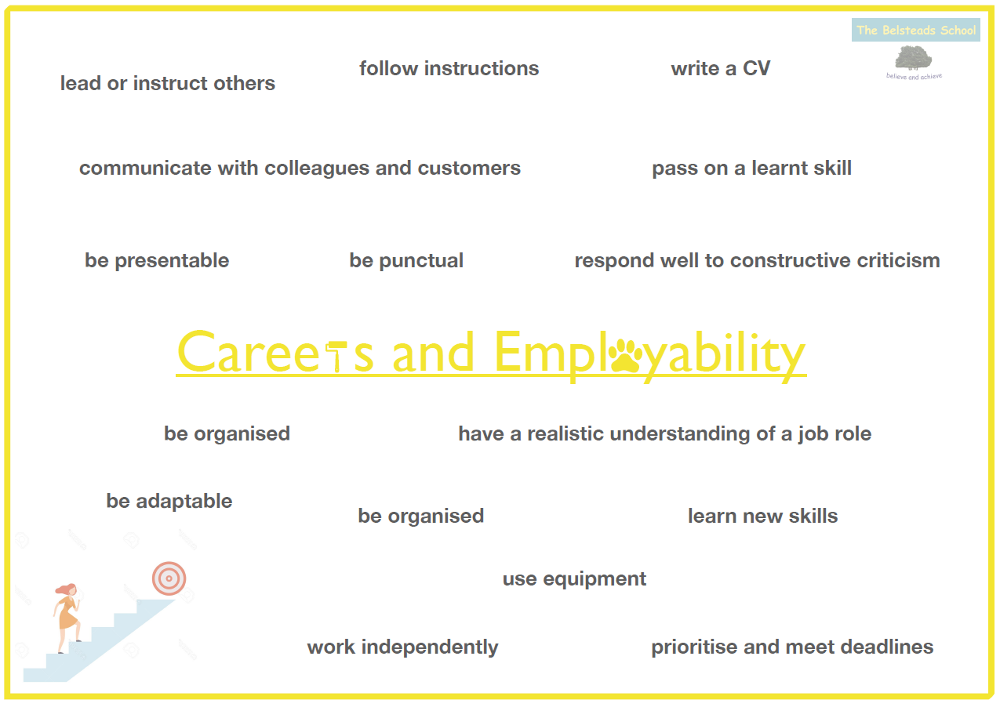 The Belsteads School
believe and achieve
lead or instruct others
follow instructions
write a CV
communicate with colleagues and customers
pass on a learnt skill
be presentable
be punctual
respond well to constructive criticism
Careers and Employability
be organised
have a realistic understanding of a job role
be adaptable
be organised
learn new skills
use equipment
work independently
prioritise and meet deadlines